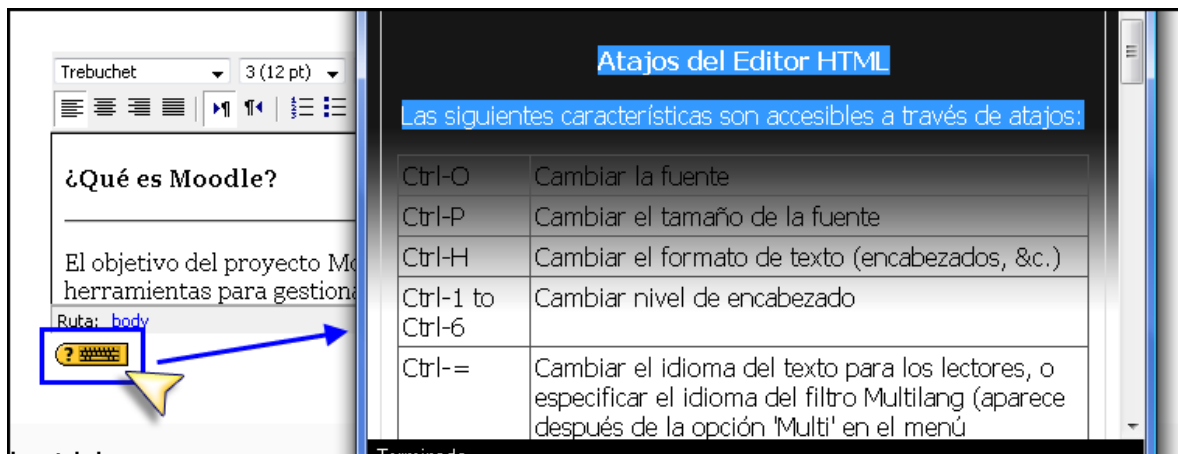 Trebuchet 3 (12 pt)
¿Qué es Moodle?
El objetivo del proyecto
herramientas para
Ruta: body
?
Atajos del Editor HTML
Las siguientes características son accesibles a través de atajos:
Ctrl-O Cambiar la fuente
Ctrl-P Cambiar el tamaño de la fuente
Ctrl-H Cambiar el formato de texto (encabezados, &c.)
Ctrl-1 to Cambiar nivel de encabezado
Ctrl-6
Ctrl-= Cambiar el idioma del texto para los lectores, o
especificar el idioma del filtro Multilang (aparece
después de la opción 'Multi' en el menú